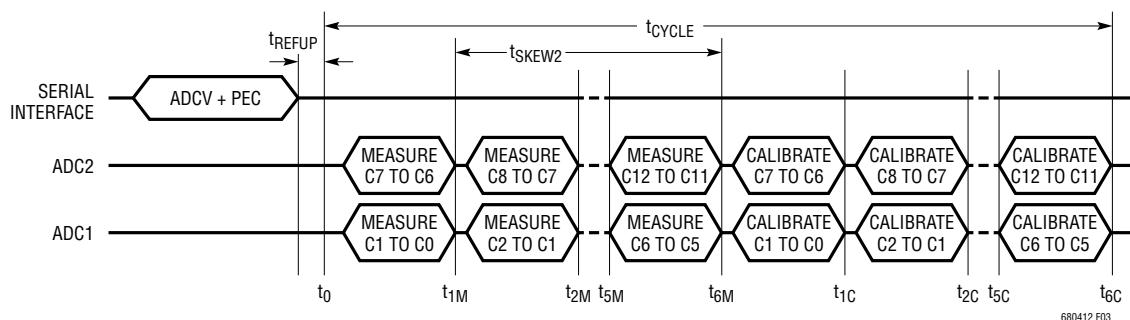 tCYCLE
tREFUP
tSKEW2
SERIAL
INTERFACE
ADCV + PEC
ADC2
MEASURE
C7 TO C6
MEASURE
C8 TO C7
MEASURE
C12 TO C11
CALIBRATE
C7 TO C6
CALIBRATE
C8 TO C7
CALIBRATE
C12 TO C11
ADC1
MEASURE
C1 TO C0
MEASURE
C2 TO C1
MEASURE
C6 TO C5
CALIBRATE
C1 TO C0
CALIBRATE
C2 TO C1
CALIBRATE
C6 TO C5
t0 t1M t2M t5M t6M t1C t2C t5C t6C
680412 F03